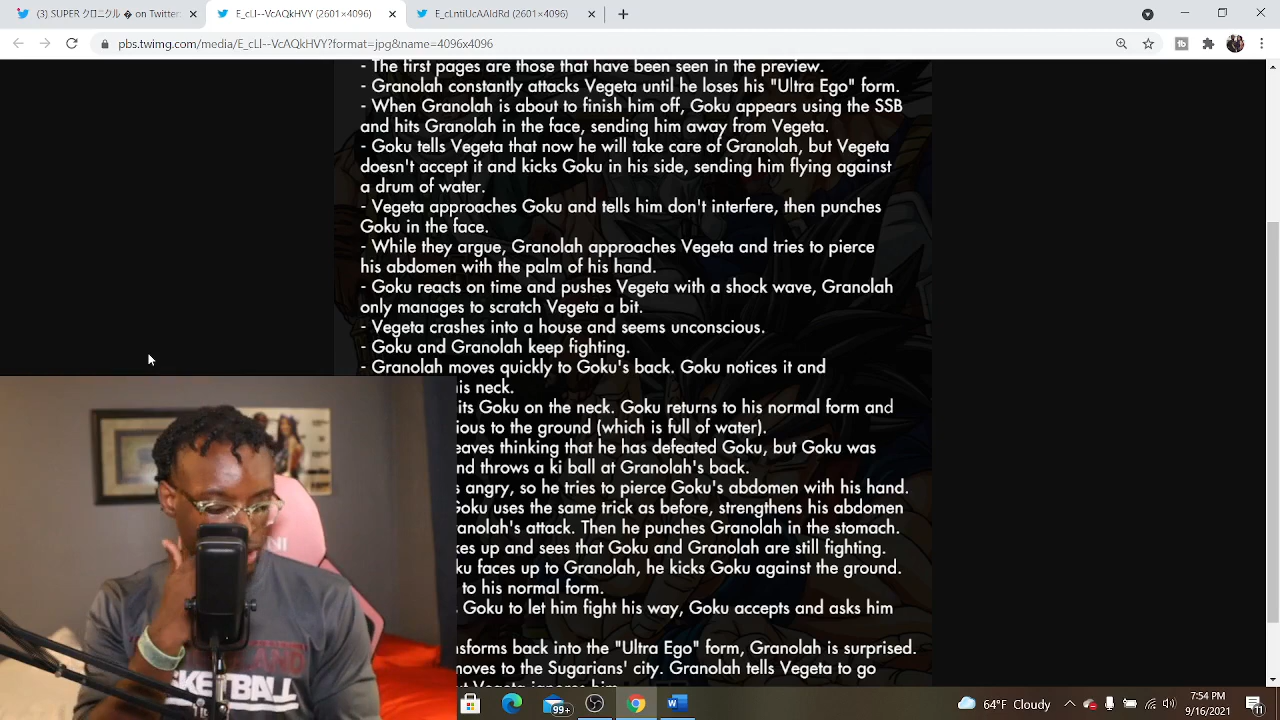 (3) SUPER クロニクル � on Twitter
GranolAndRd (2601×4096)
GranolAndRd (2601×4096)
pbs.twimg.com/media/E_cLI--VcAQkHVY?format=jpg&name=4096x4096
- The first pages are those that have been seen in the preview.
- Granolah constantly attacks Vegeta until he loses his "Ultra Ego" form.
- When Granolah is about to finish him off, Goku appears using the SSB
and hits Granolah in the face, sending him away from Vegeta.
- Goku tells Vegeta that now he will take care of Granolah, but Vegeta
doesn't accept it and kicks Goku in his side, sending him flying against
a drum of water.
- Vegeta approaches Goku and tells him don't interfere, then punches
Goku in the face.
- While they argue, Granolah approaches Vegeta and tries to pierce
his abdomen with the palm of his hand.
- Goku reacts on time and pushes Vegeta with a shock wave, Granolah
only manages to scratch Vegeta a bit.
- Vegeta crashes into a house and seems unconscious.
- Goku and Granolah keep fighting.
- Granolah moves quickly to Goku's back. Goku notices it and
is neck.
its Goku on the neck. Goku returns to his normal form and
ious to the ground (which is full of water).
eaves thinking that he has defeated Goku, but Goku was
nd throws a ki ball at Granolah's back.
s angry, so he tries to pierce Goku's abdomen with his hand.
Goku uses the same trick as before, strengthens his abdomen
ranolah's attack. Then he punches Granolah in the stomach.
kes up and sees that Goku and Granolah are still fighting.
ku faces up to Granolah, he kicks Goku against the ground.
to his normal form.
Goku to let him fight his way, Goku accepts and asks him
nsforms back into the "Ultra Ego" form, Granolah is surprised.
moves to the Sugarians' city. Granolah tells Vegeta to go
t Vegeta ignores him
NI
KETBALL
99+
64°F Cloudy
7:54 PM
9/16/2021